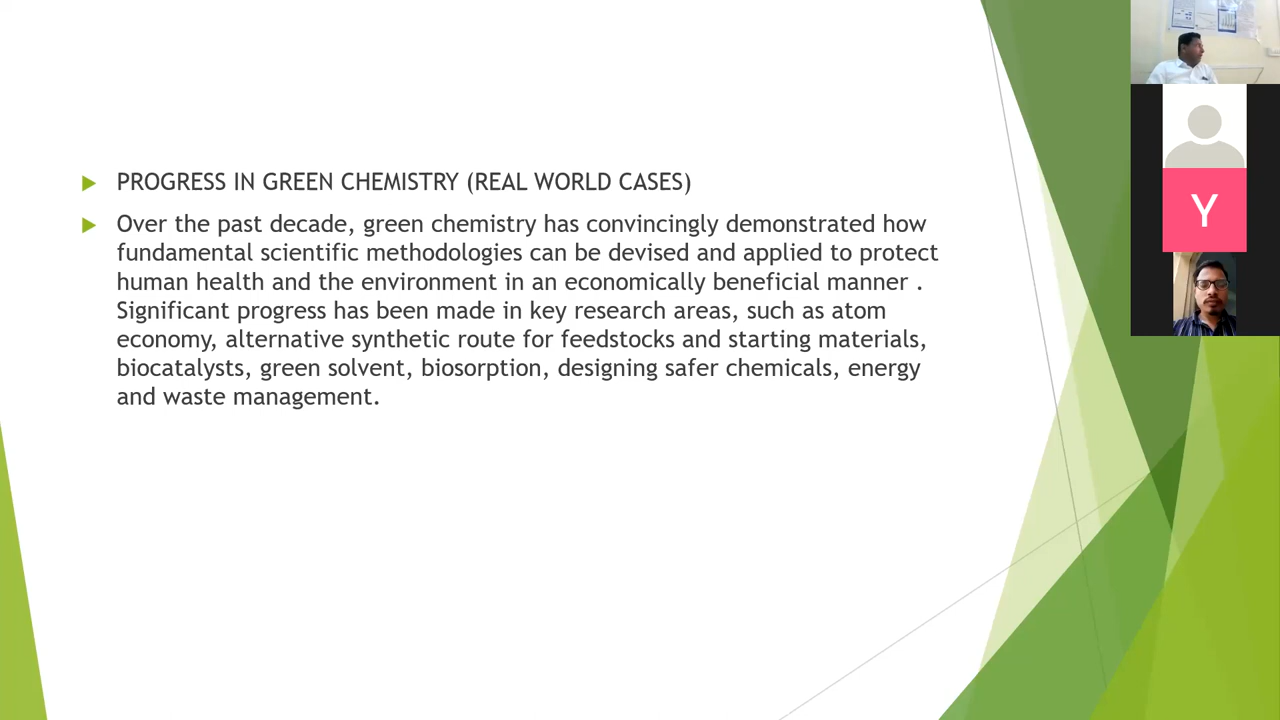 PROGRESS IN GREEN CHEMISTRY (REAL WORLD CASES)
Over the past decade, green chemistry has convincingly demonstrated how
fundamental scientific methodologies can be devised and applied to protect
human health and the environment in an economically beneficial manner .
Significant progress has been made in key research areas, such as atom
economy, alternative synthetic route for feedstocks and starting materials,
biocatalysts, green solvent, biosorption, designing safer chemicals, energy
and waste management.
Y